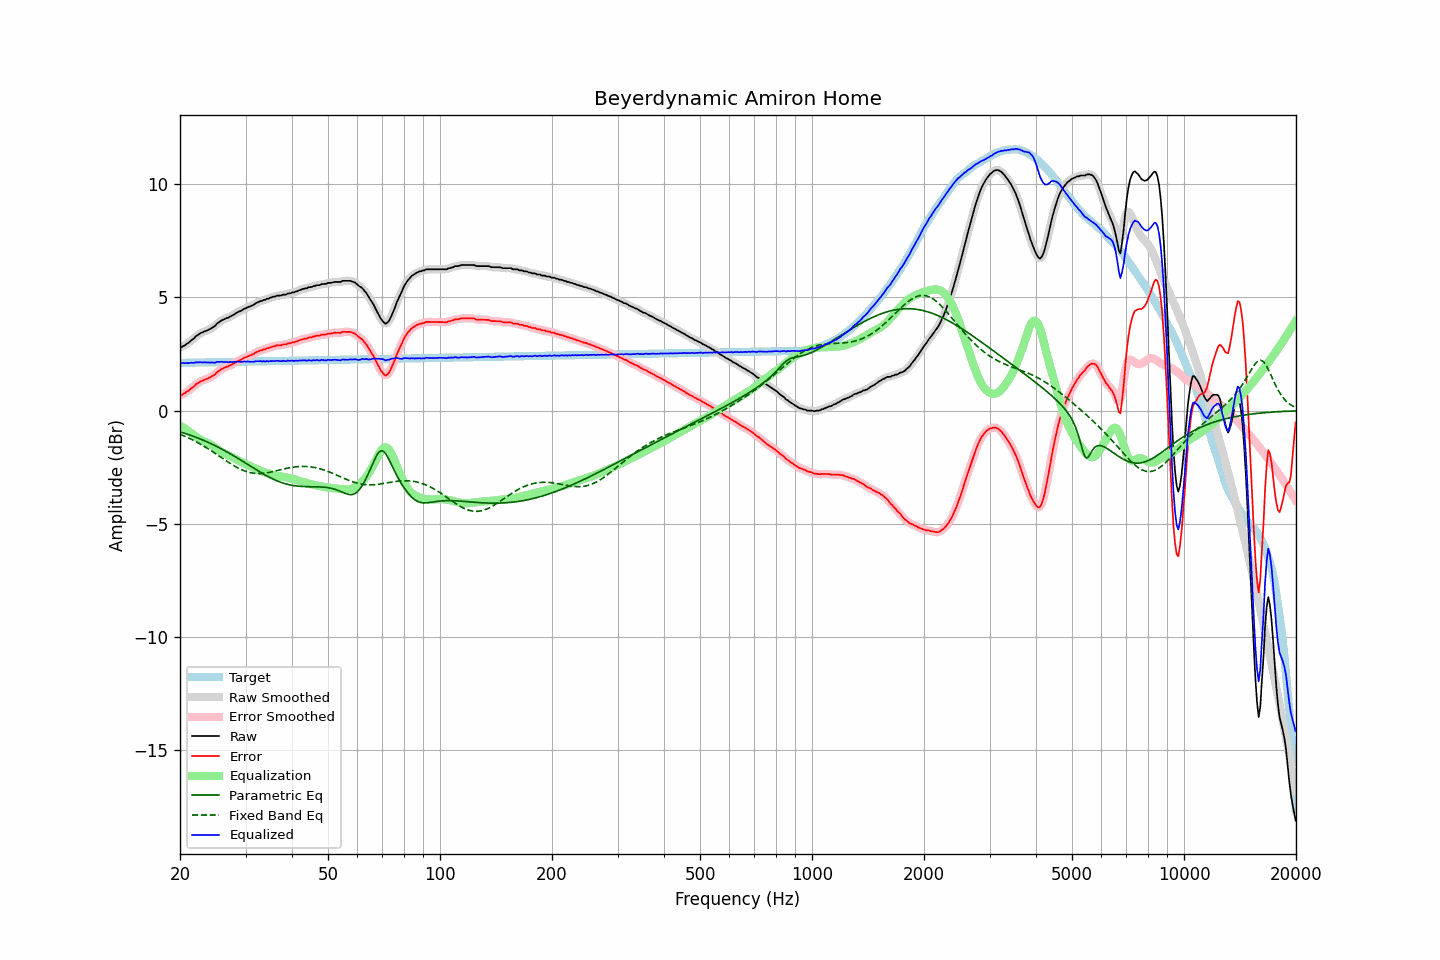 Beyerdynamic Amiron Home
Amplitude (dBr)
10
5
0
−5
−10
−15
Target
Raw Smoothed
Error Smoothed
Raw
Error
Equalization
Parametric Eq
Fixed Band Eq
Equalized
20
50
100
200
500
1000
2000
5000
10000
20000
Frequency (Hz)